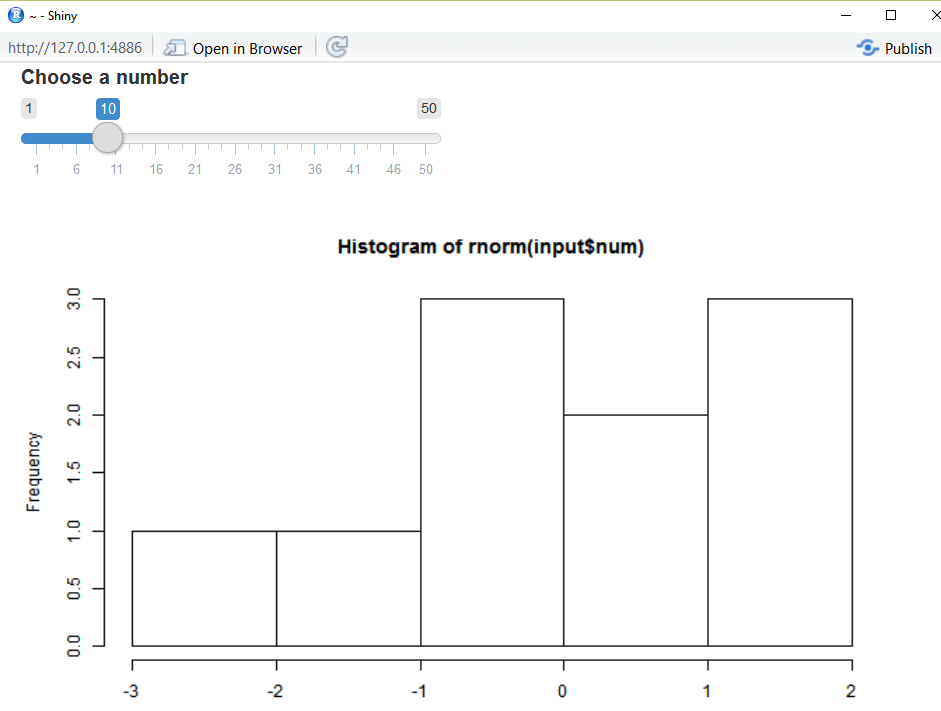 ~ - Shiny
http://127.0.0.1:4886 Open in Browser Publish
Choose a number
1 10 50
1 6 11 16 21 26 31 36 41 46 50
Histogram of rnorm(input$num)
3.0
2.5
2.0
1.5
1.0
0.5
0.0
Frequency
-3 -2 -1 0 1 2